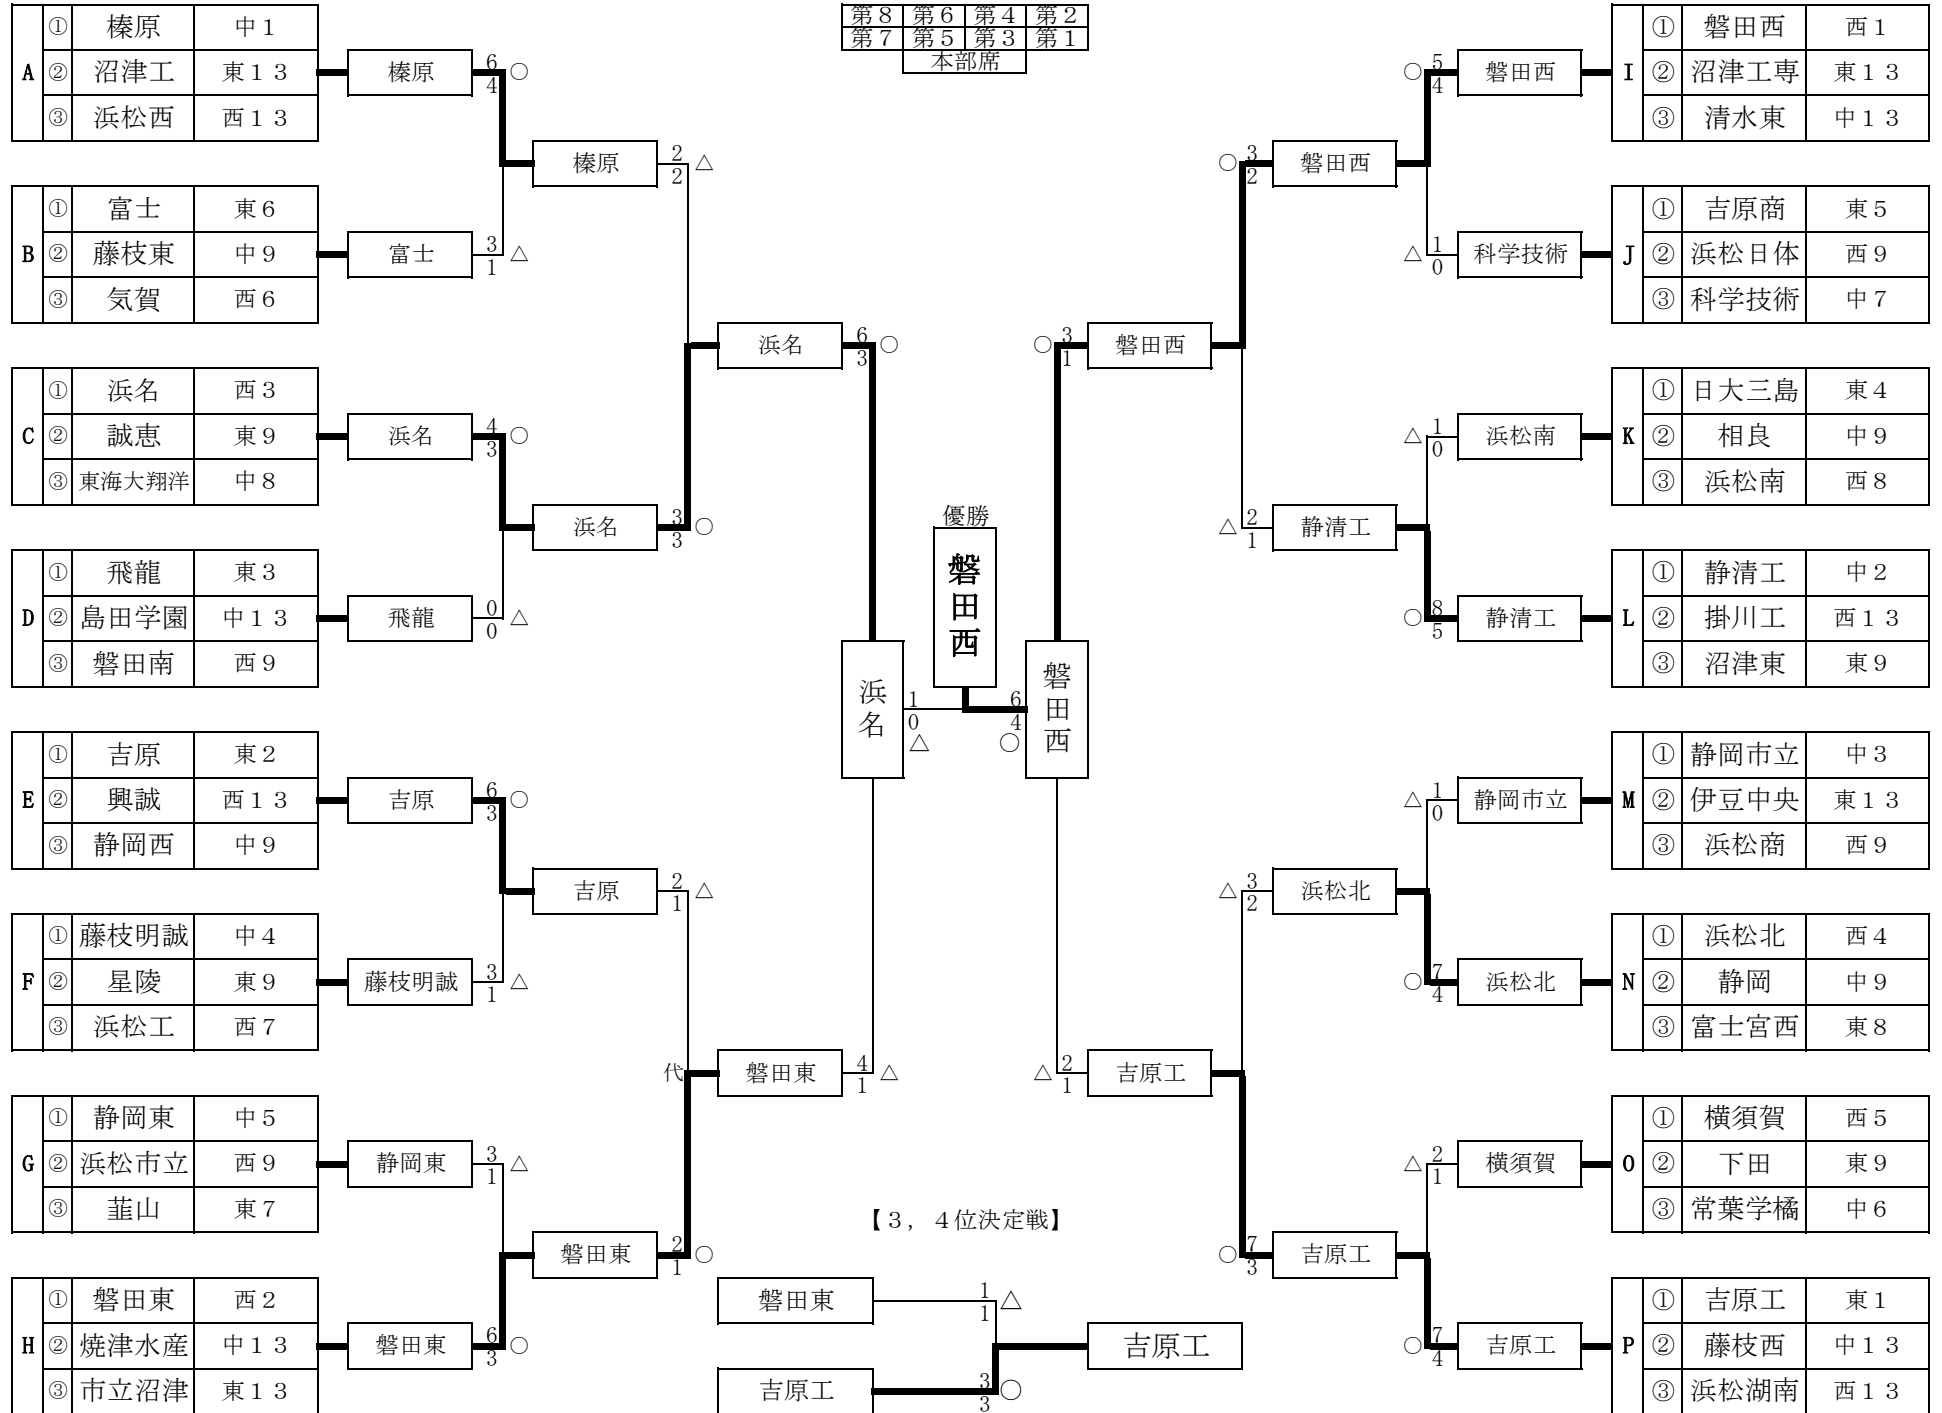 第８ 第６ 第４ 第２
第７ 第５ 第３ 第１
本部席
A
① 榛原 中１
② 沼津工 東１３
③ 浜松西 西１３
榛原 6 4 ○
B
① 富士 東６
② 藤枝東 中９
③ 気賀 西６
富士 3 1 △
榛原 2 2 △
C
① 浜名 西３
② 誠恵 東９
③ 東海大翔洋 中８
浜名 4 3 ○
D
① 飛龍 東３
② 島田学園 中１３
③ 磐田南 西９
飛龍 0 0 △
浜名 3 3 ○
浜名 6 3 ○
E
① 吉原 東２
② 興誠 西１３
③ 静岡西 中９
吉原 6 3 ○
F
① 藤枝明誠 中４
② 星陵 東９
③ 浜松工 西７
藤枝明誠 3 1 △
吉原 2 1 △
G
① 静岡東 中５
② 浜松市立 西９
③ 韮山 東７
静岡東 3 1 △
H
① 磐田東 西２
② 焼津水産 中１３
③ 市立沼津 東１３
磐田東 6 3 ○
磐田東 2 1 ○
代
磐田東 4 1 △
浜名 1 0 △
優勝
磐田西
磐田西 6 4 ○
I
① 磐田西 西１
② 沼津工専 東１３
③ 清水東 中１３
○ 5 4 磐田西
J
① 吉原商 東５
② 浜松日体 西９
③ 科学技術 中７
△ 1 0 科学技術
○ 3 2 磐田西
K
① 日大三島 東４
② 相良 中９
③ 浜松南 西８
△ 1 0 浜松南
L
① 静清工 中２
② 掛川工 西１３
③ 沼津東 東９
○ 8 5 静清工
△ 2 1 静清工
○ 3 1 磐田西
M
① 静岡市立 中３
② 伊豆中央 東１３
③ 浜松商 西９
△ 1 0 静岡市立
N
① 浜松北 西４
② 静岡 中９
③ 富士宮西 東８
○ 7 4 浜松北
△ 3 2 浜松北
O
① 横須賀 西５
② 下田 東９
③ 常葉学橘 中６
△ 2 1 横須賀
P
① 吉原工 東１
② 藤枝西 中１３
③ 浜松湖南 西１３
○ 7 4 吉原工
○ 7 3 吉原工
△ 2 1 吉原工
【３，４位決定戦】
磐田東 1 1 △
吉原工 3 3 ○
吉原工